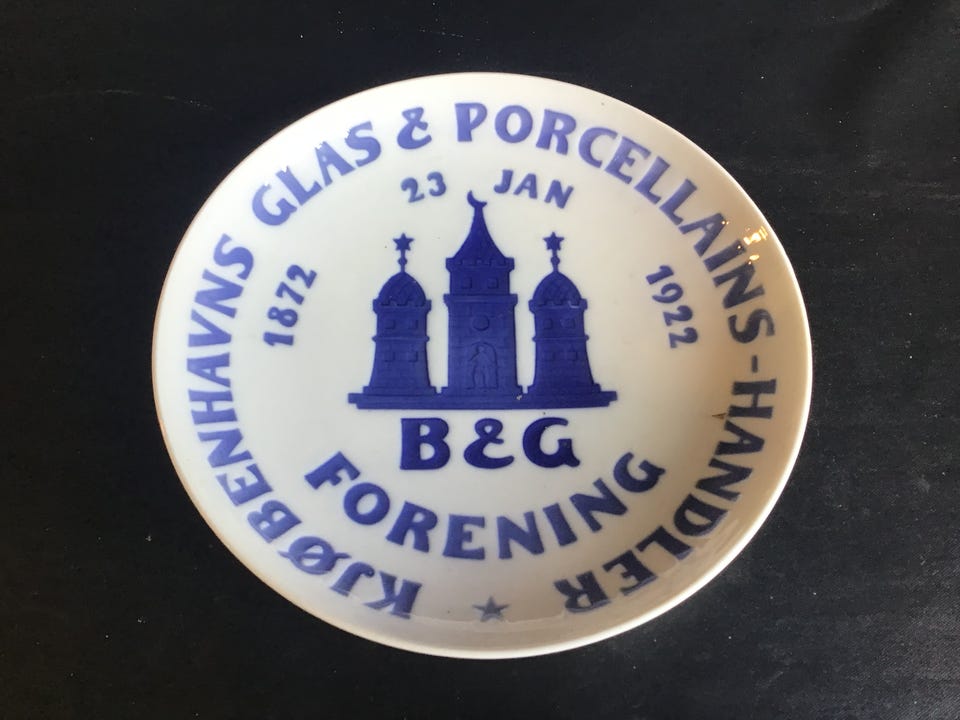 KJØBENHAVNS GLAS & PORCELLAINS-HANDLER
23 JAN
1872
1922
B&G
FORENING